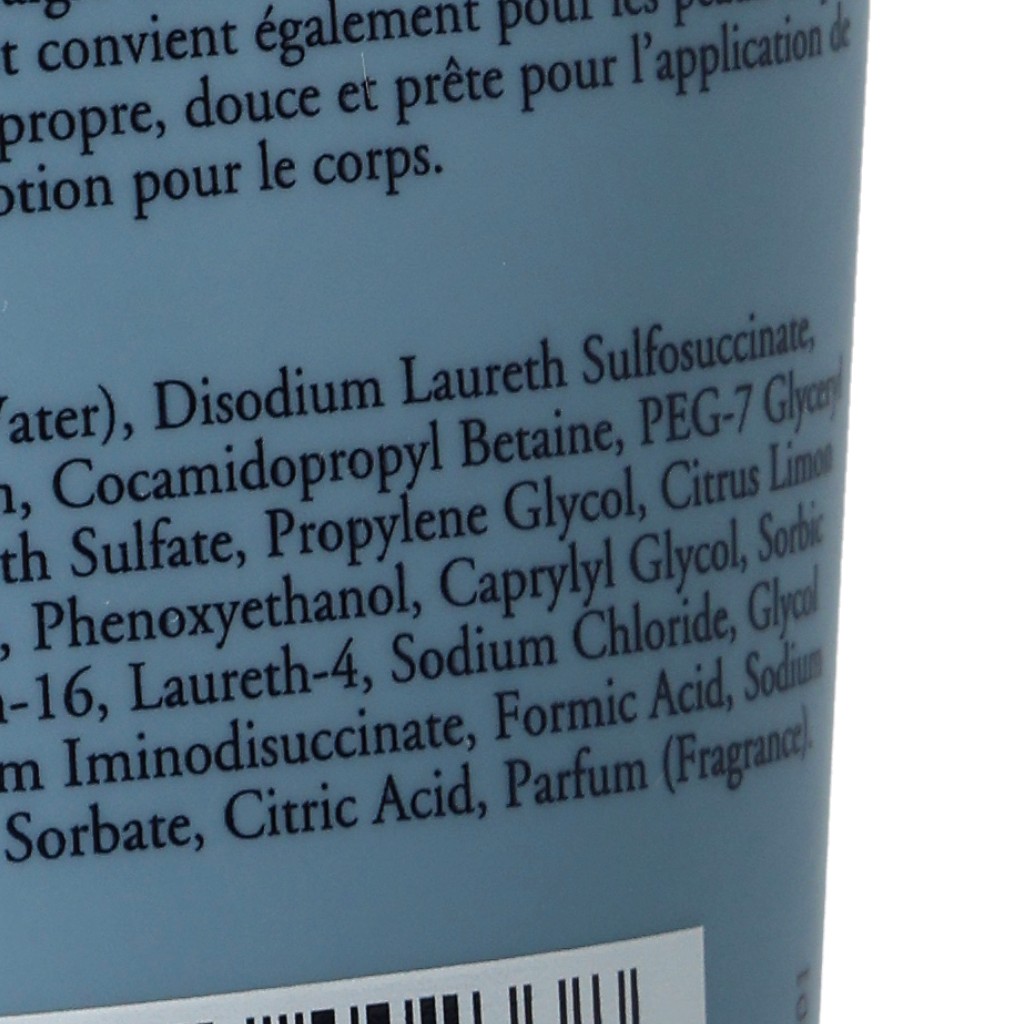 t convient également pour les
propre, douce et prête pour l'application de
otion pour le corps.
ater), Disodium Laureth Sulfosuccinate,
n, Cocamidopropyl Betaine, PEG-7 Glyceryl
th Sulfate, Propylene Glycol, Citrus Limon
, Phenoxyethanol, Caprylyl Glycol, Sorbic
-16, Laureth-4, Sodium Chloride, Glycol
m Iminodisuccinate, Formic Acid, Sodium
Sorbate, Citric Acid, Parfum (Fragrance).